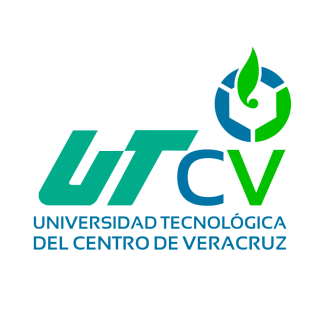 UTCV
UNIVERSIDAD TECNOLÓGICA
DEL CENTRO DE VERACRUZ